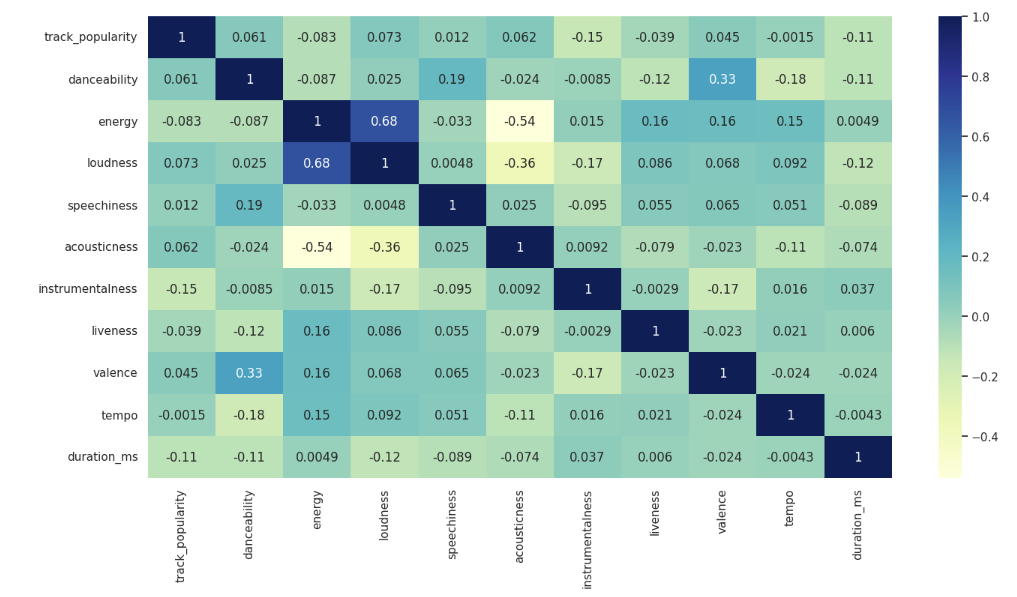 track_popularity 1 0.061 -0.083 0.073 0.012 0.062 -0.15 -0.039 0.045 -0.0015 -0.11
danceability 0.061 1 -0.087 0.025 0.19 -0.024 -0.0085 -0.12 0.33 -0.18 -0.11
energy -0.083 -0.087 1 0.68 -0.033 -0.54 0.015 0.16 0.16 0.15 0.0049
loudness 0.073 0.025 0.68 1 0.0048 -0.36 -0.17 0.086 0.068 0.092 -0.12
speechiness 0.012 0.19 -0.033 0.0048 1 0.025 -0.095 0.055 0.065 0.051 -0.089
acousticness 0.062 -0.024 -0.54 -0.36 0.025 1 0.0092 -0.079 -0.023 -0.11 -0.074
instrumentalness -0.15 -0.0085 0.015 -0.17 -0.095 0.0092 1 -0.0029 -0.17 0.016 0.037
liveness -0.039 -0.12 0.16 0.086 0.055 -0.079 -0.0029 1 -0.023 0.021 0.006
valence 0.045 0.33 0.16 0.068 0.065 -0.023 -0.17 -0.023 1 -0.024 -0.024
tempo -0.0015 -0.18 0.15 0.092 0.051 -0.11 0.016 0.021 -0.024 1 -0.0043
duration_ms -0.11 -0.11 0.0049 -0.12 -0.089 -0.074 0.037 0.006 -0.024 -0.0043 1
track_popularity
danceability
energy
loudness
speechiness
acousticness
instrumentalness
liveness
valence
tempo
duration_ms
1.0
0.8
0.6
0.4
0.2
0.0
−0.2
−0.4